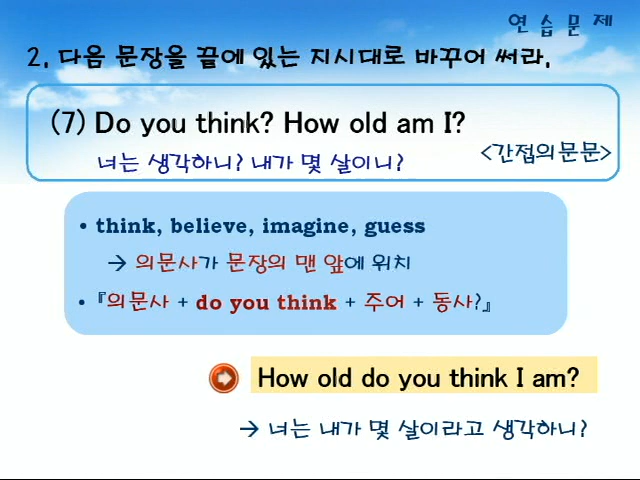 연 습 문 제
2. 다음 문장을 끝에 있는 지시대로 바꾸어 써라.
(7) Do you think? How old am I?
너는 생각하니? 내가 몇 살이니?
<간접의문문>
• think, believe, imagine, guess
→ 의문사가 문장의 맨 앞에 위치
• 『의문사 + do you think + 주어 + 동사?』
How old do you think I am?
→ 너는 내가 몇 살이라고 생각하니?